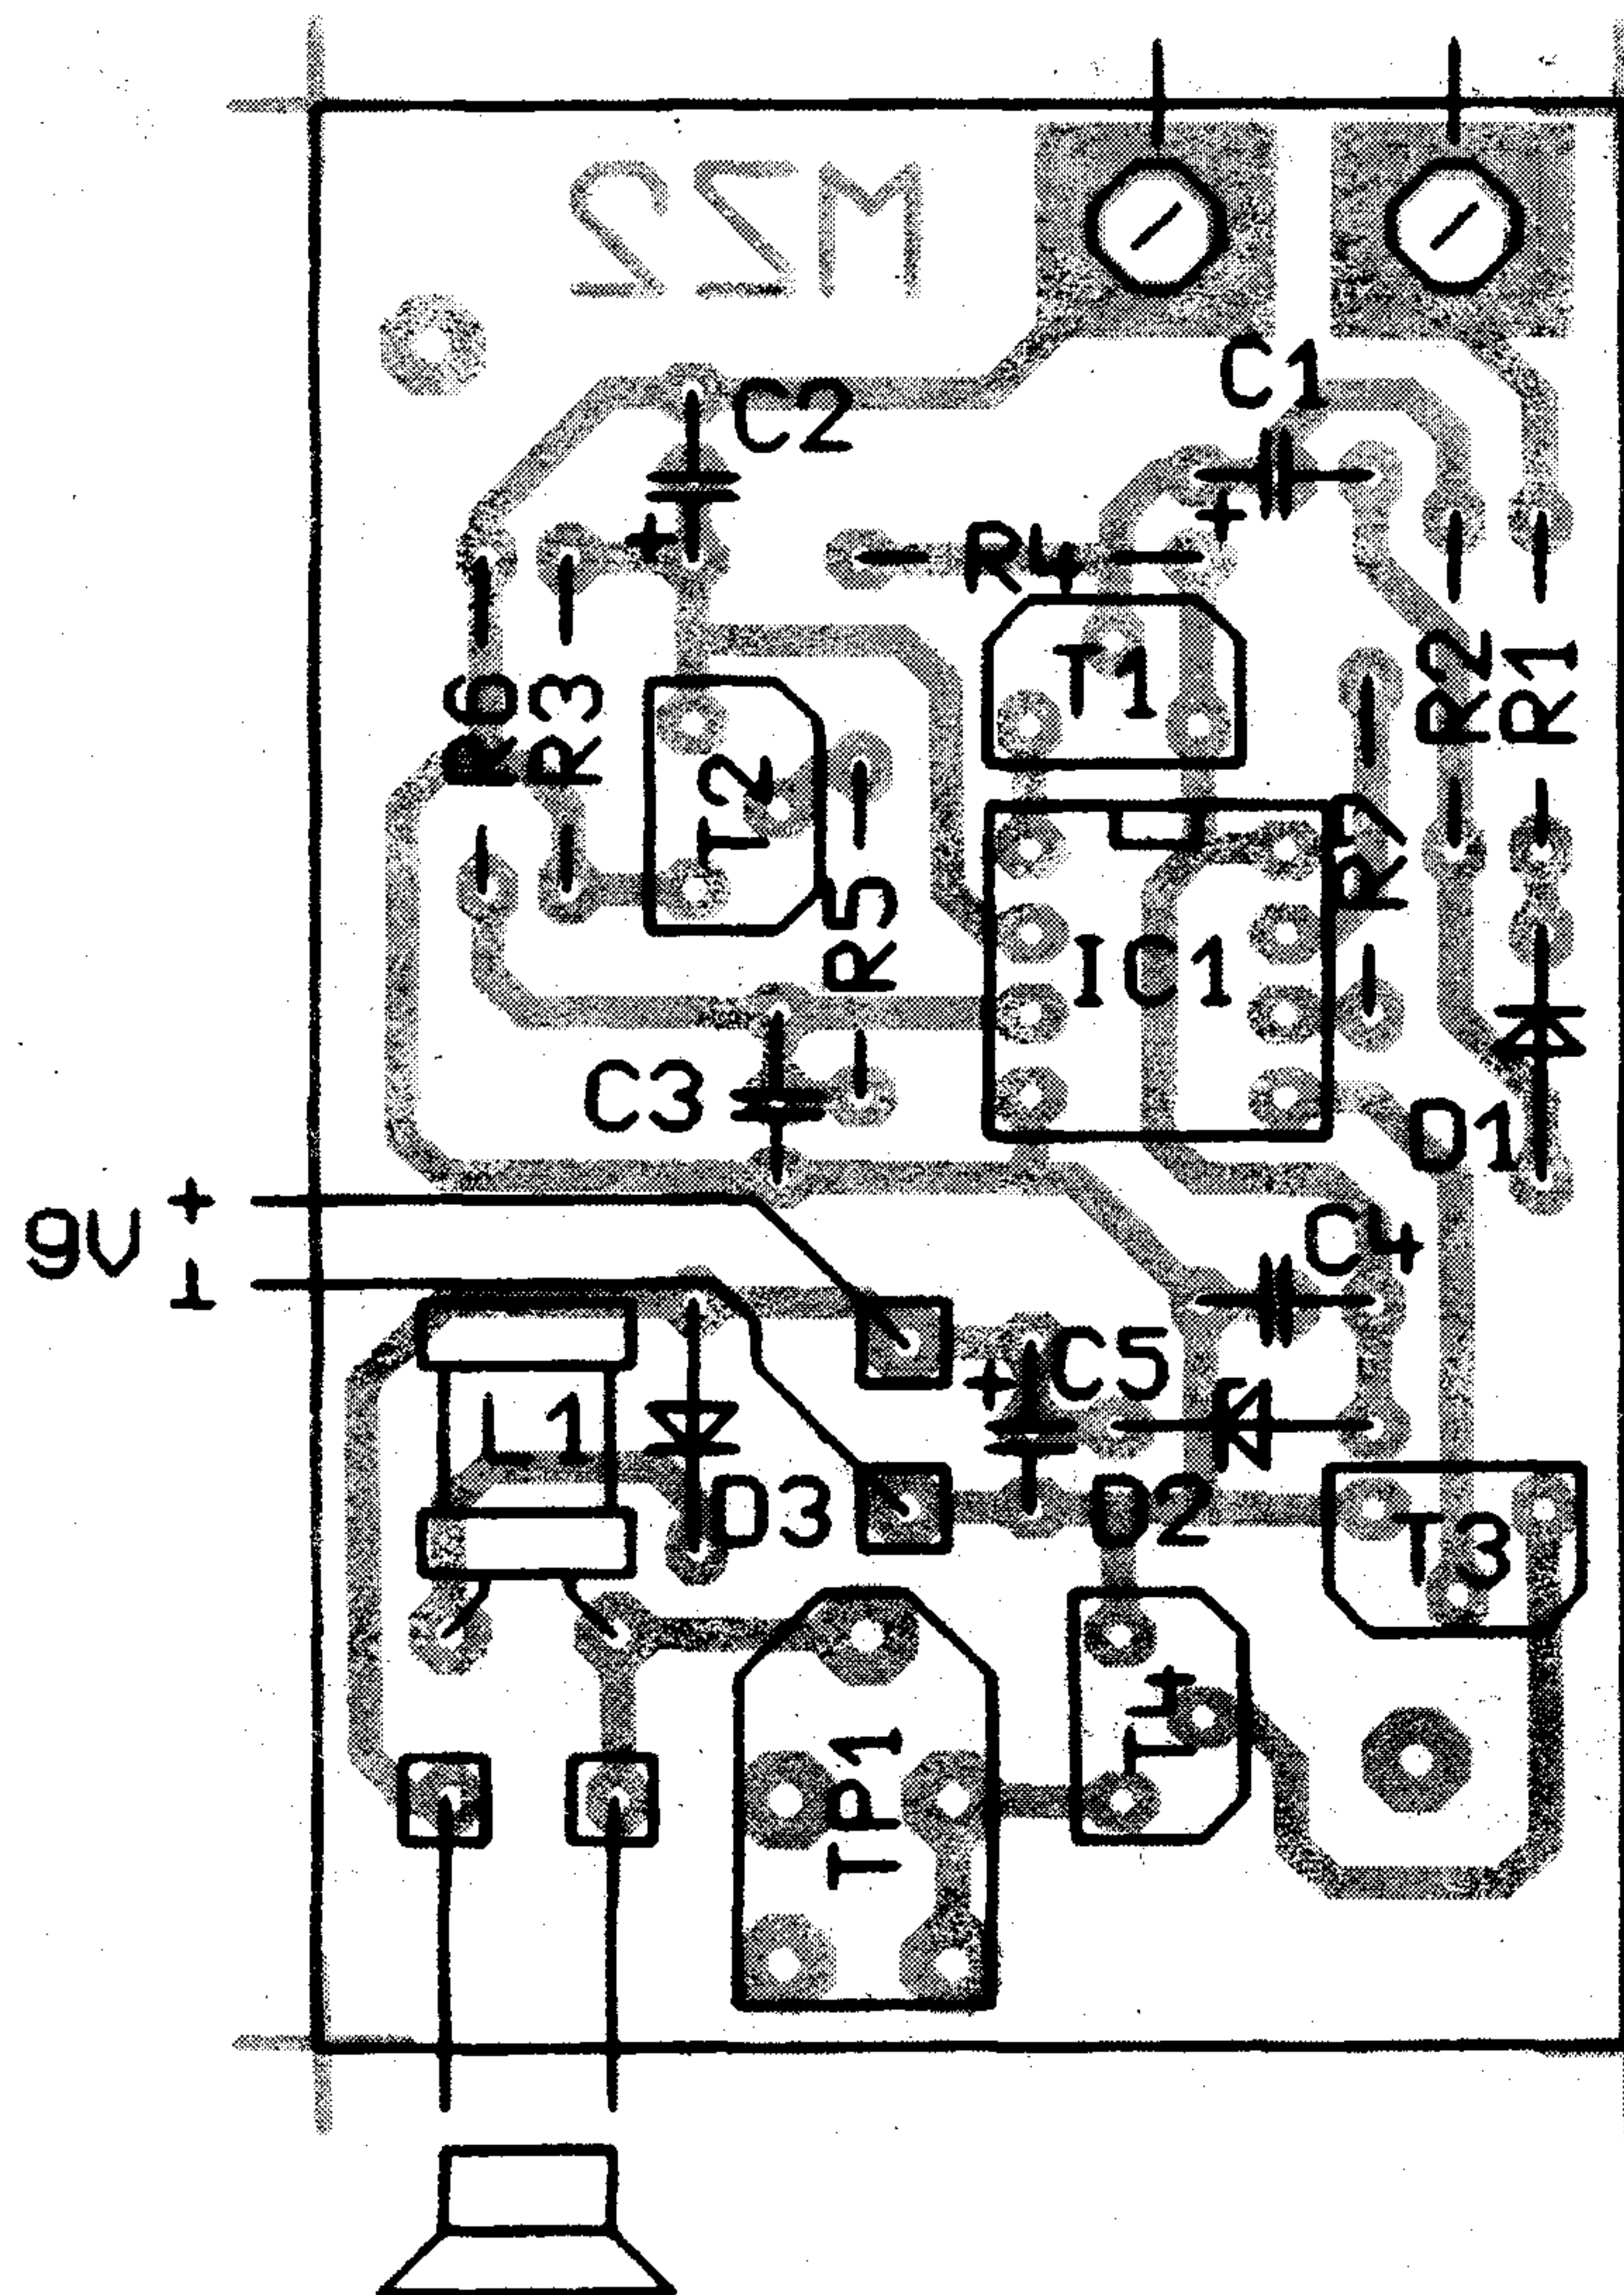 M22
C1
C2
+
+
R4
T1
R6
R3
R2
R1
T2
R7
R5
IC1
C3
D1
+
9V
-
C4
+
C5
+
L1
D3
D2
T3
T4
TP1